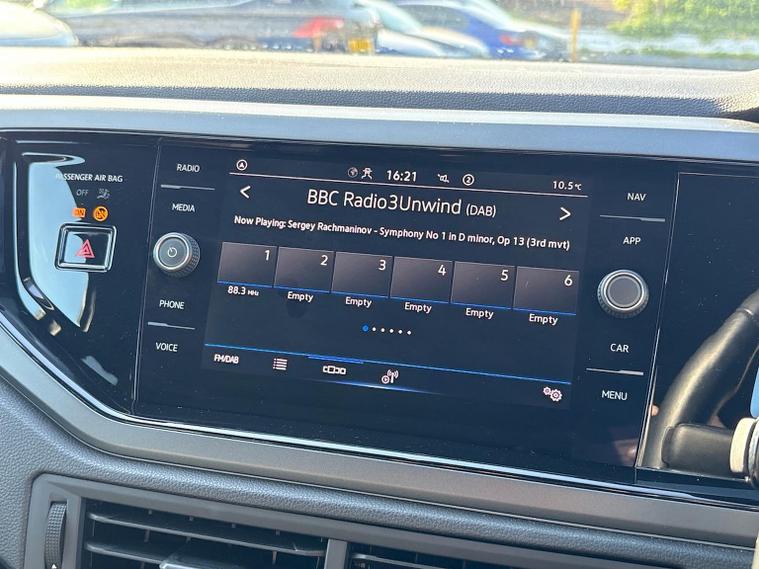 PASSENGER AIR BAG
OFF
ON
RADIO
MEDIA
PHONE
VOICE
A
16:21
2
10.5°C
< BBC Radio3Unwind (DAB) >
Now Playing: Sergey Rachmaninov - Symphony No 1 in D minor, Op 13 (3rd mvt)
1 2 3 4 5 6
88.3 MHz Empty Empty Empty Empty Empty
FM/DAB
NAV
APP
CAR
MENU